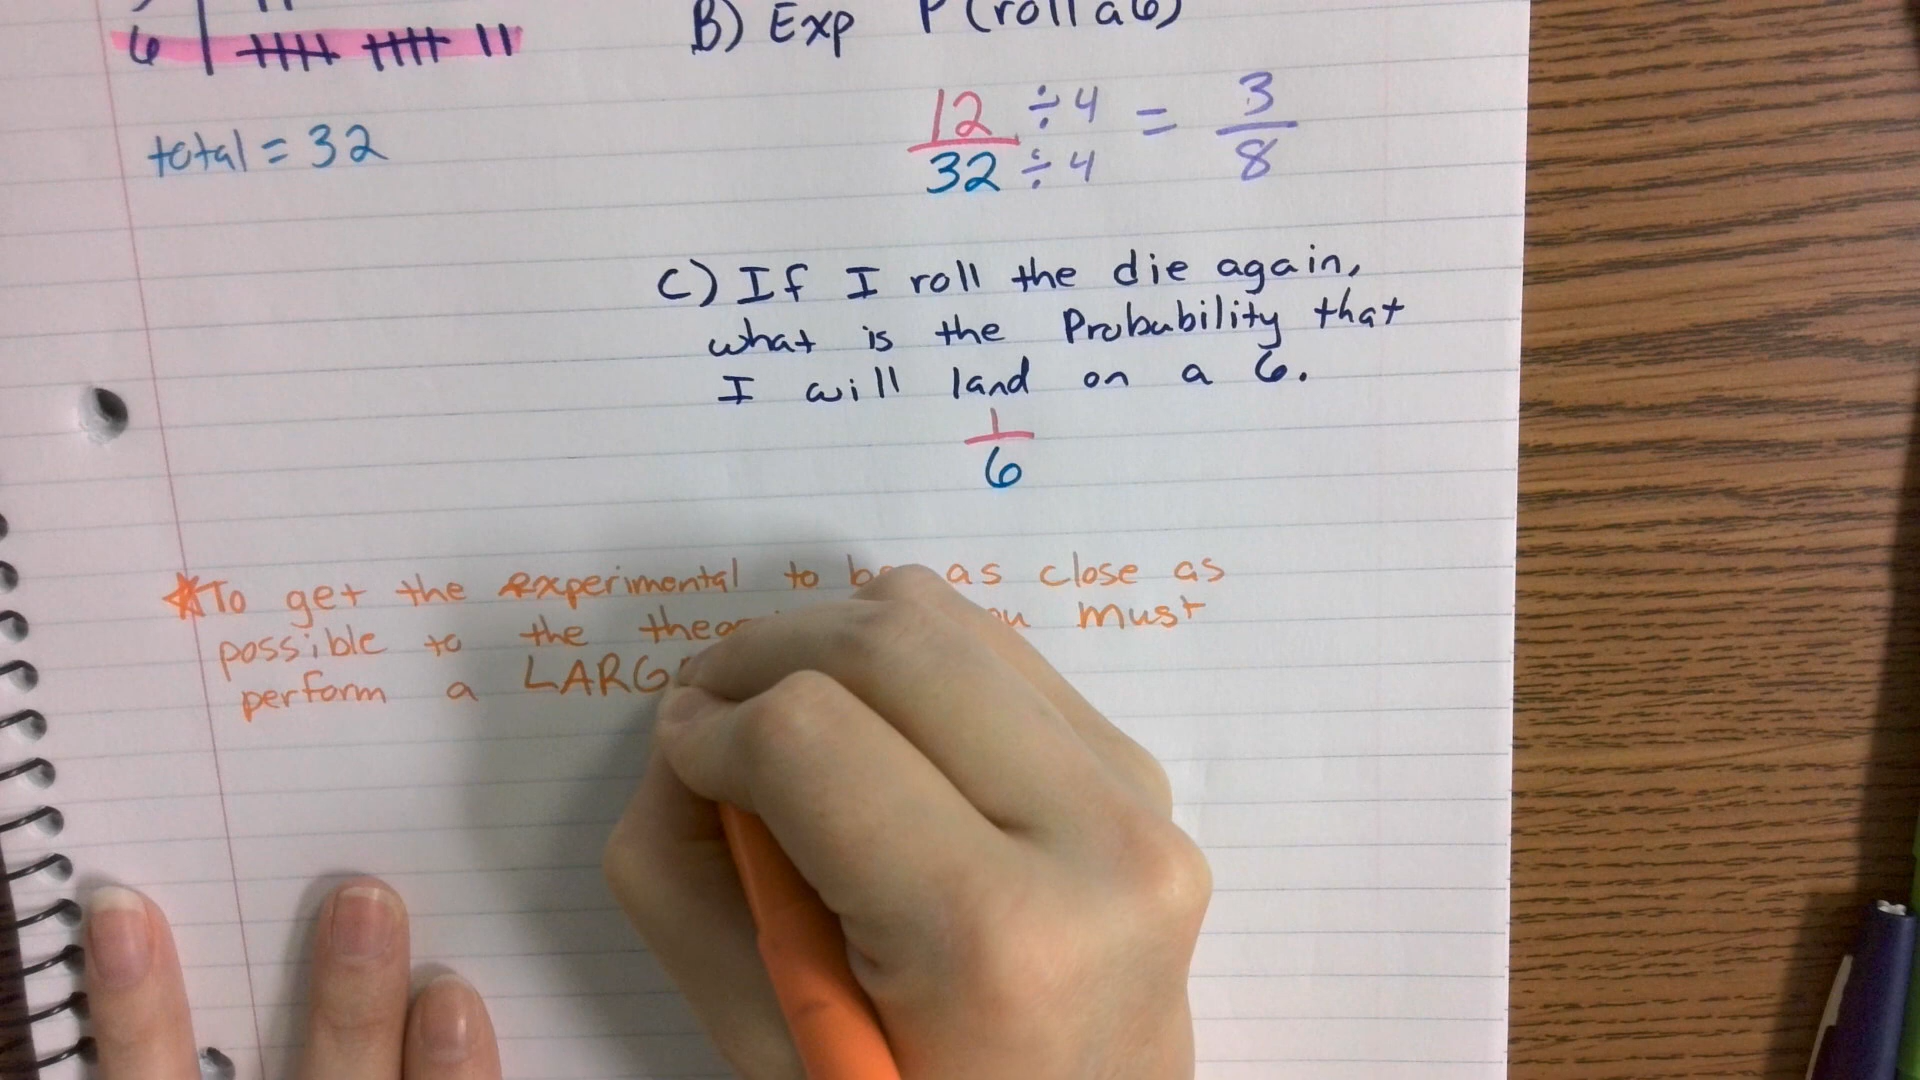 B) Exp P(roll a 6)
6
total = 32
12 ÷ 4 = 3
32 ÷ 4 8
C) If I roll the die again,
what is the Probability that
I will land on a 6.
1
6
*To get the experimental to be as close as
possible to the must
perform a LARG